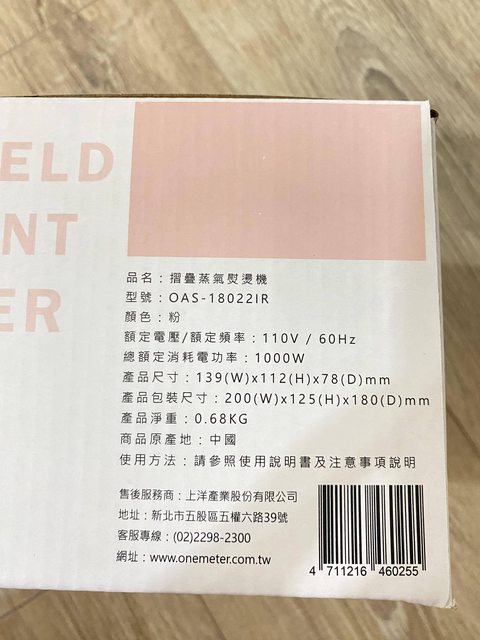 ELD
NT
ER
品名：摺疊蒸氣熨燙機
型號：OAS-18022IR
顏色：粉
額定電壓/額定頻率：110V / 60Hz
總額定消耗電功率：1000W
產品尺寸：139(W)x112(H)x78(D)mm
產品包裝尺寸：200(W)x125(H)x180(D)mm
產品淨重：0.68KG
商品原產地：中國
使用方法：請參照使用說明書及注意事項說明
售後服務商：上洋產業股份有限公司
地址：新北市五股區五權六路39號
客服專線：(02)2298-2300
網址：www.onemeter.com.tw
4 711216 460255